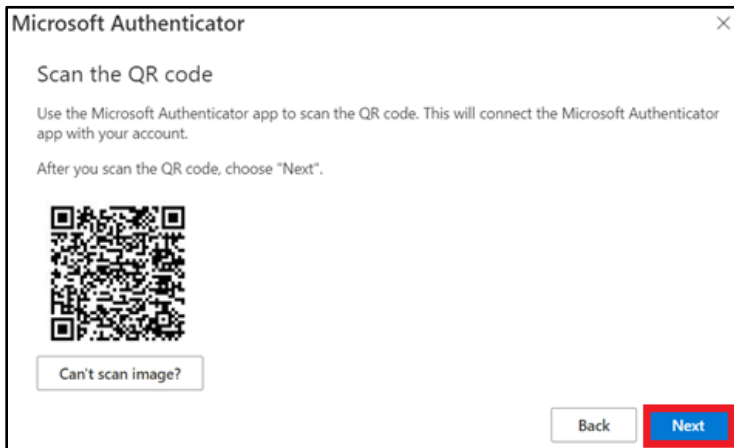 Microsoft Authenticator
Scan the QR code
Use the Microsoft Authenticator app to scan the QR code. This will connect the Microsoft Authenticator
app with your account.
After you scan the QR code, choose "Next".
Can't scan image?
Back
Next